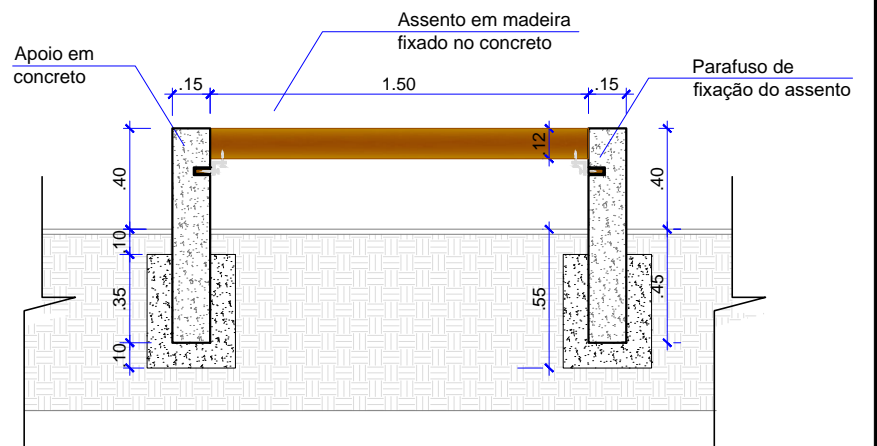 Assento em madeira
fixado no concreto
Apoio em
concreto
Parafuso de
fixação do assento
.15
1.50
.15
.40
12
.40
10
.35
.55
.45
10